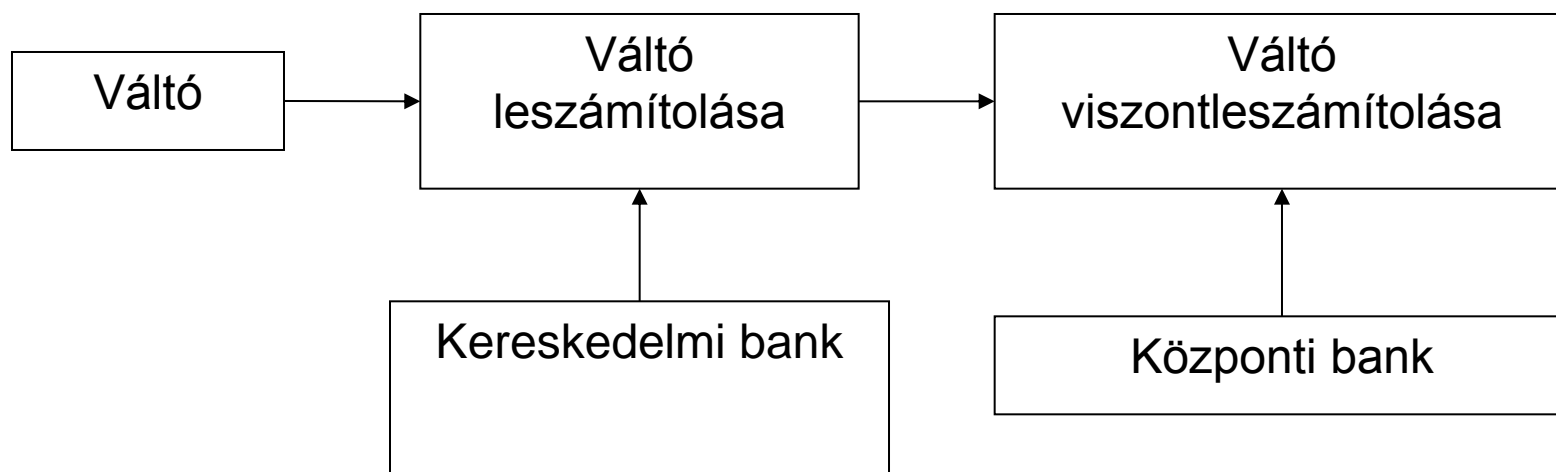 Váltó
Váltó
leszámítolása
Váltó
viszontleszámítolása
Kereskedelmi bank
Központi bank